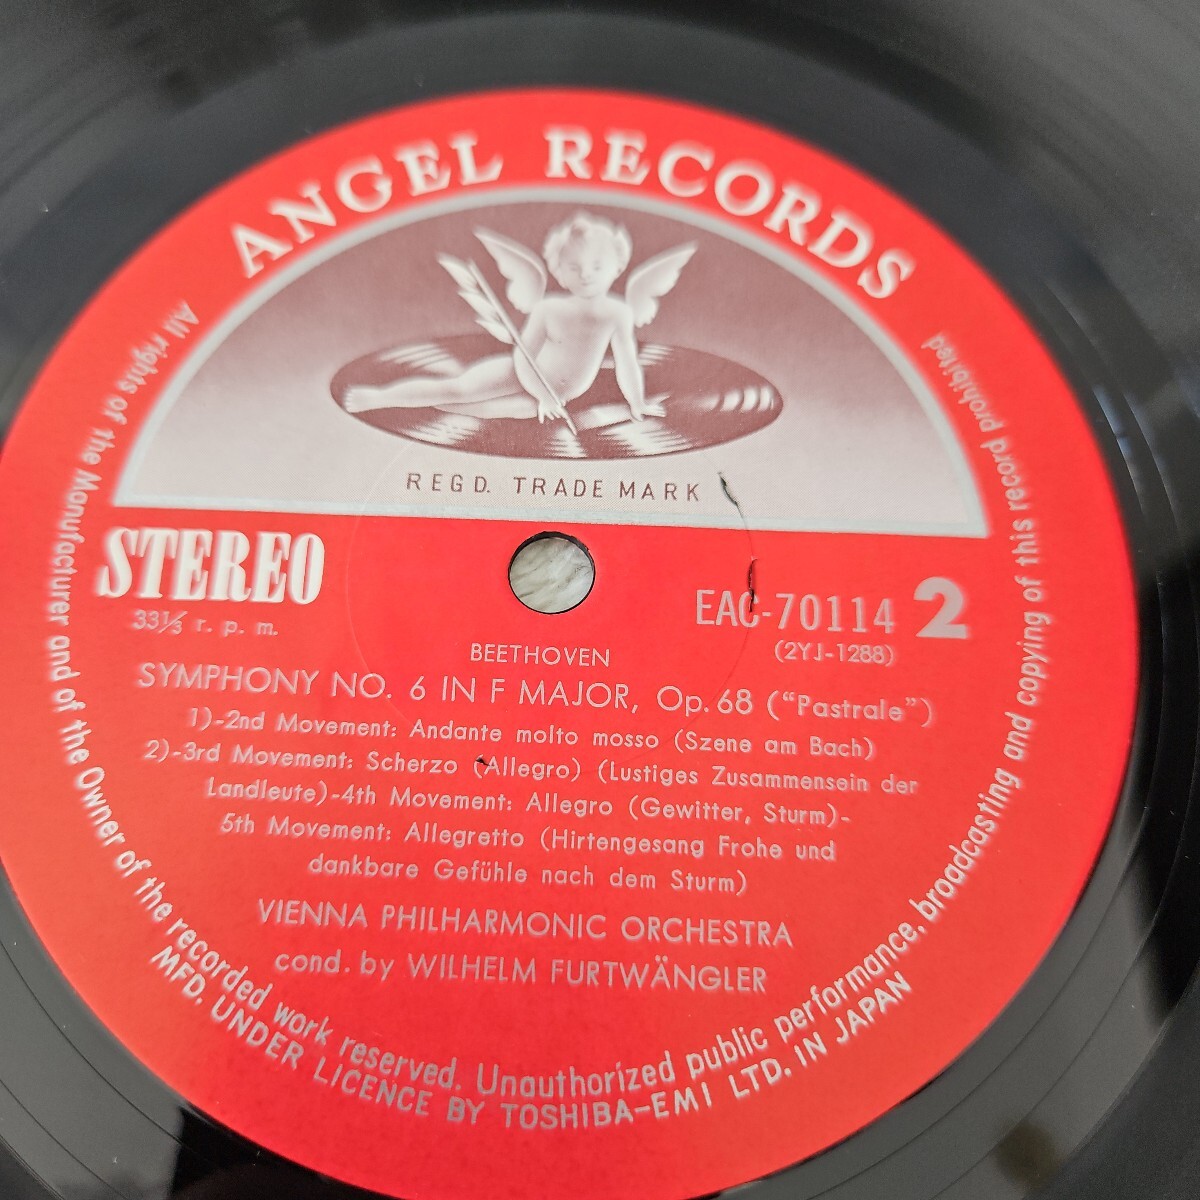 ANGEL RECORDS
REGD. TRADE MARK
STEREO
33⅓ r. p. m.
EAC-70114 2
(2YJ-1288)
BEETHOVEN
SYMPHONY NO. 6 IN F MAJOR, Op. 68 ("Pastrale")
1)-2nd Movement: Andante molto mosso (Szene am Bach)
2)-3rd Movement: Scherzo (Allegro) (Lustiges Zusammensein der
Landleute)-4th Movement: Allegro (Gewitter, Sturm)-
5th Movement: Allegretto (Hirtengesang Frohe und
dankbare Gefühle nach dem Sturm)
VIENNA PHILHARMONIC ORCHESTRA
cond. by WILHELM FURTWÄNGLER
All rights of the Manufacturer and of the Owner of the recorded work reserved. Unauthorized public performance, broadcasting and copying of this record prohibited
MFD. UNDER LICENCE BY TOSHIBA-EMI LTD. IN JAPAN